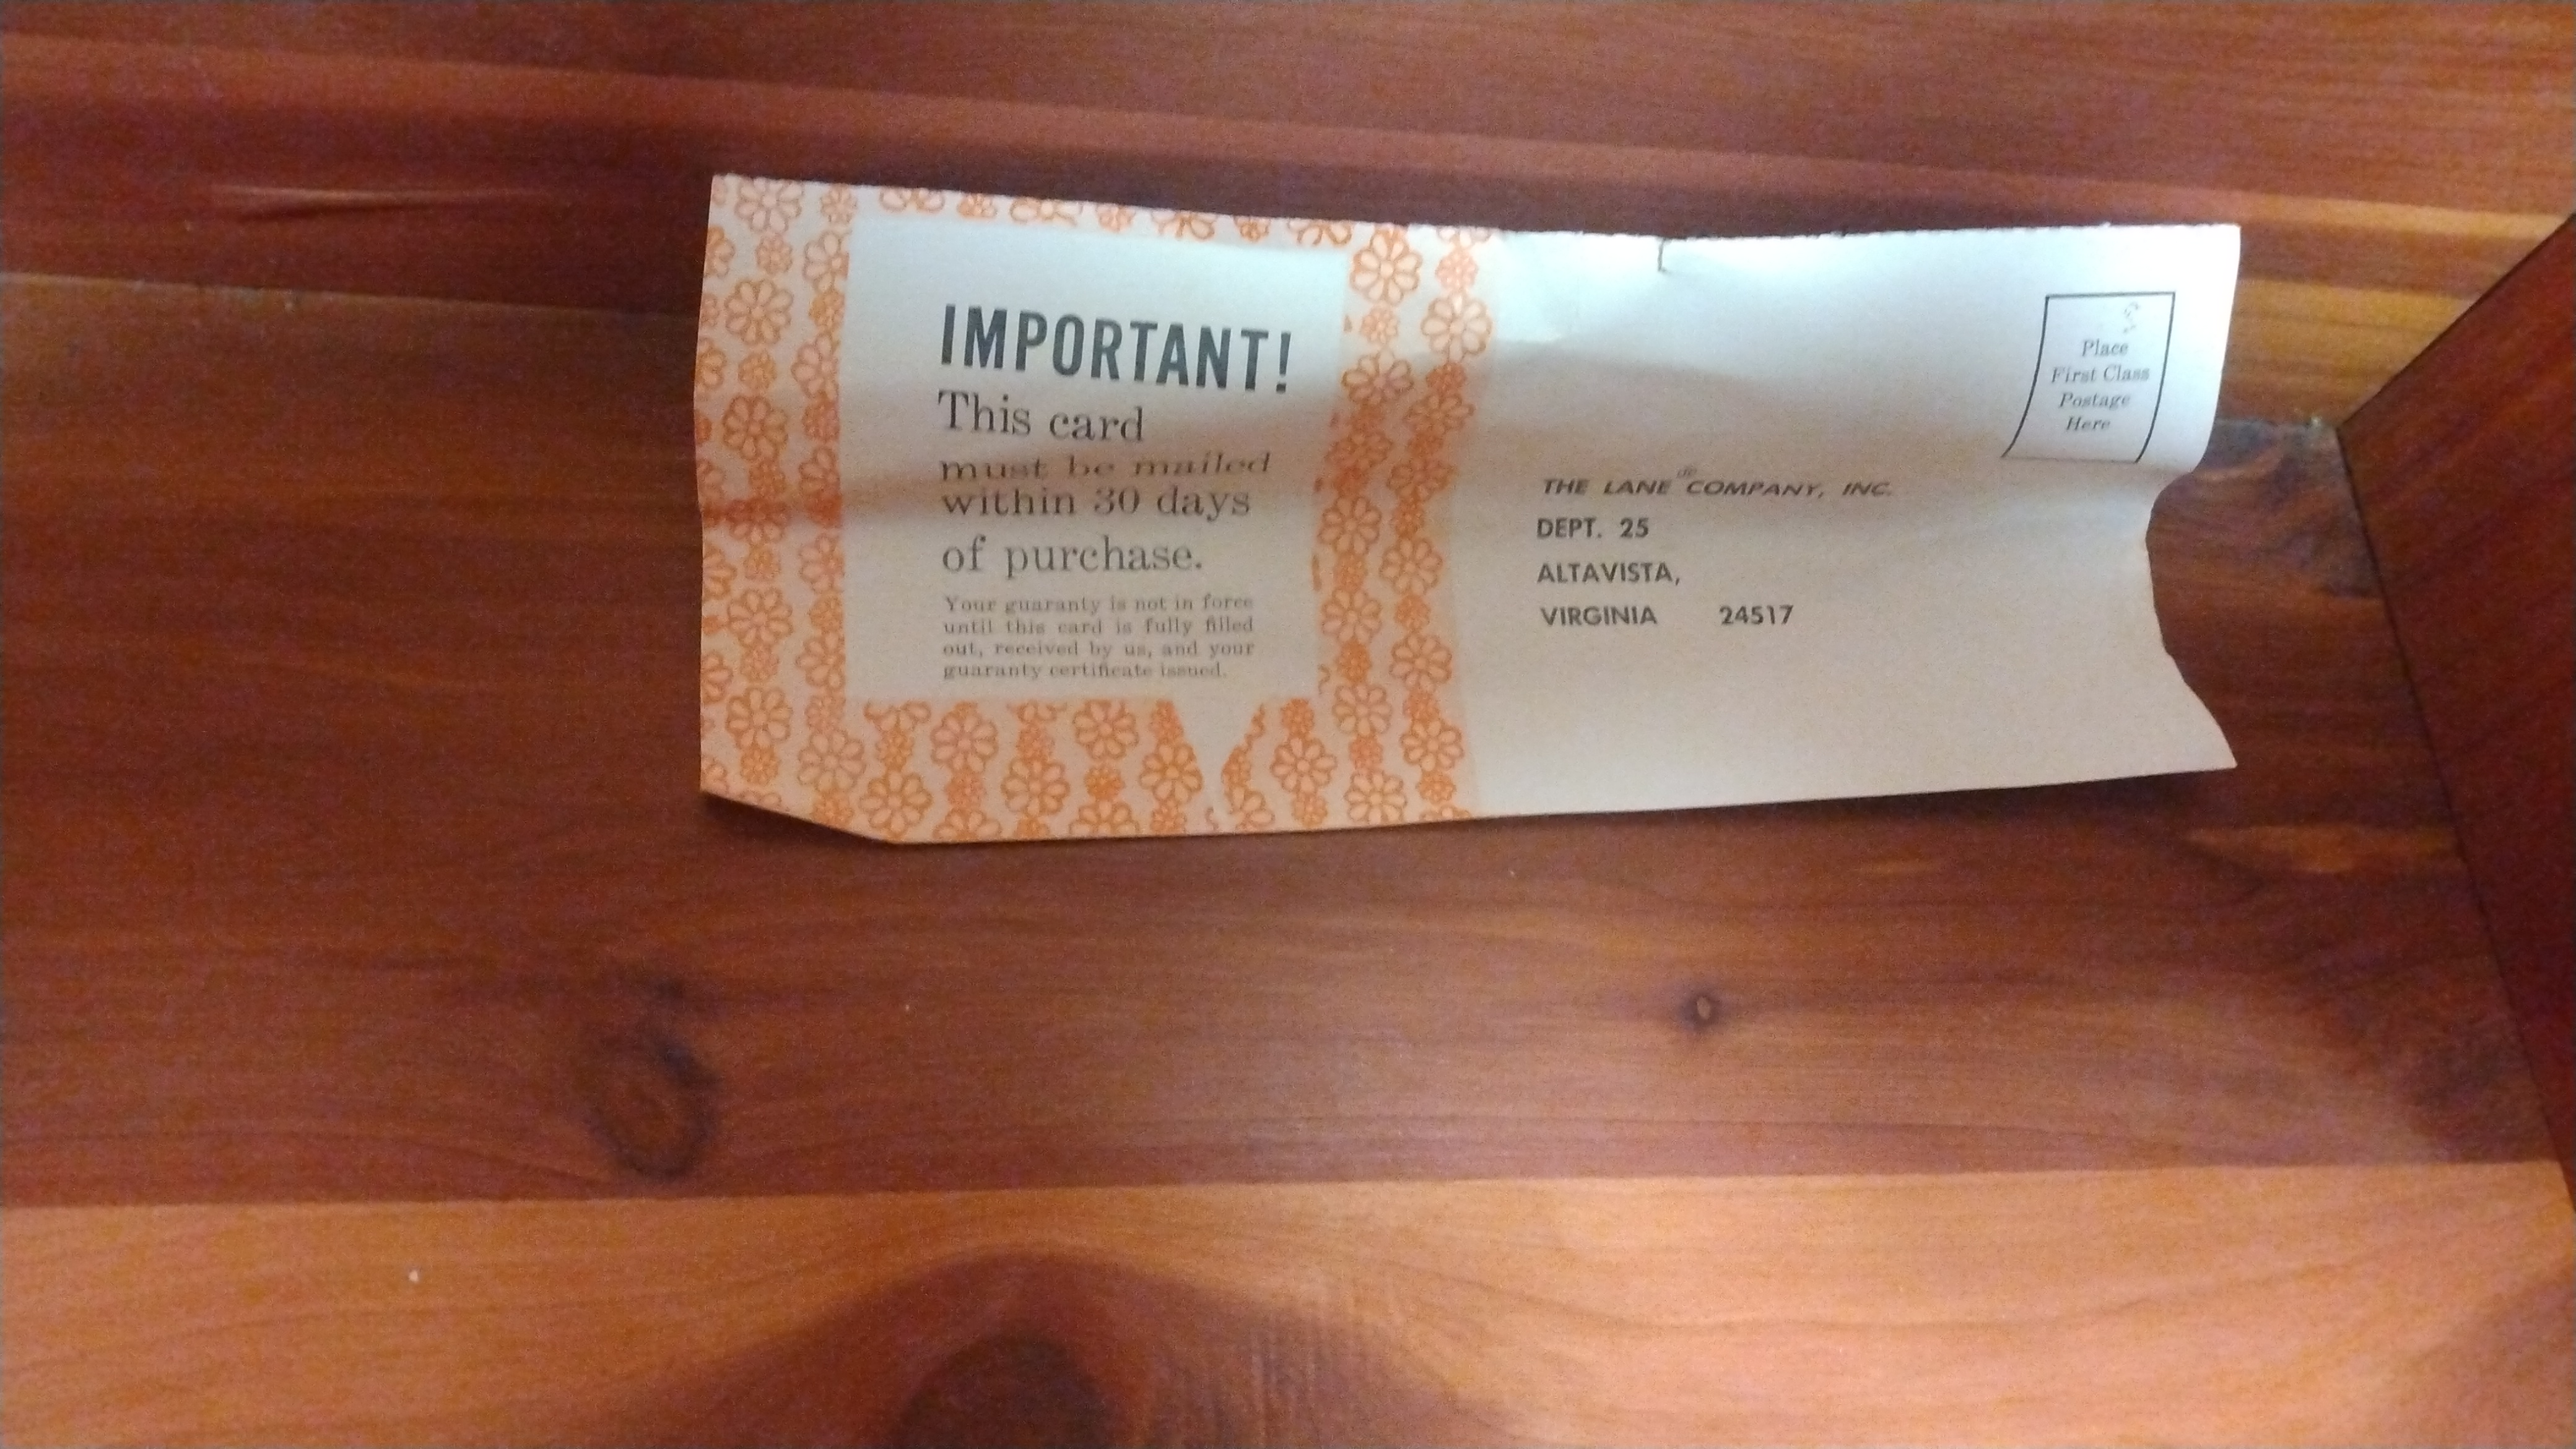 IMPORTANT!
This card
must be mailed
within 30 days
of purchase.
Your guaranty is not in force
until this card is fully filled
out, received by us, and your
guaranty certificate issued.
Place
First Class
Postage
Here
THE LANE COMPANY, INC.
DEPT. 25
ALTAVISTA,
VIRGINIA 24517